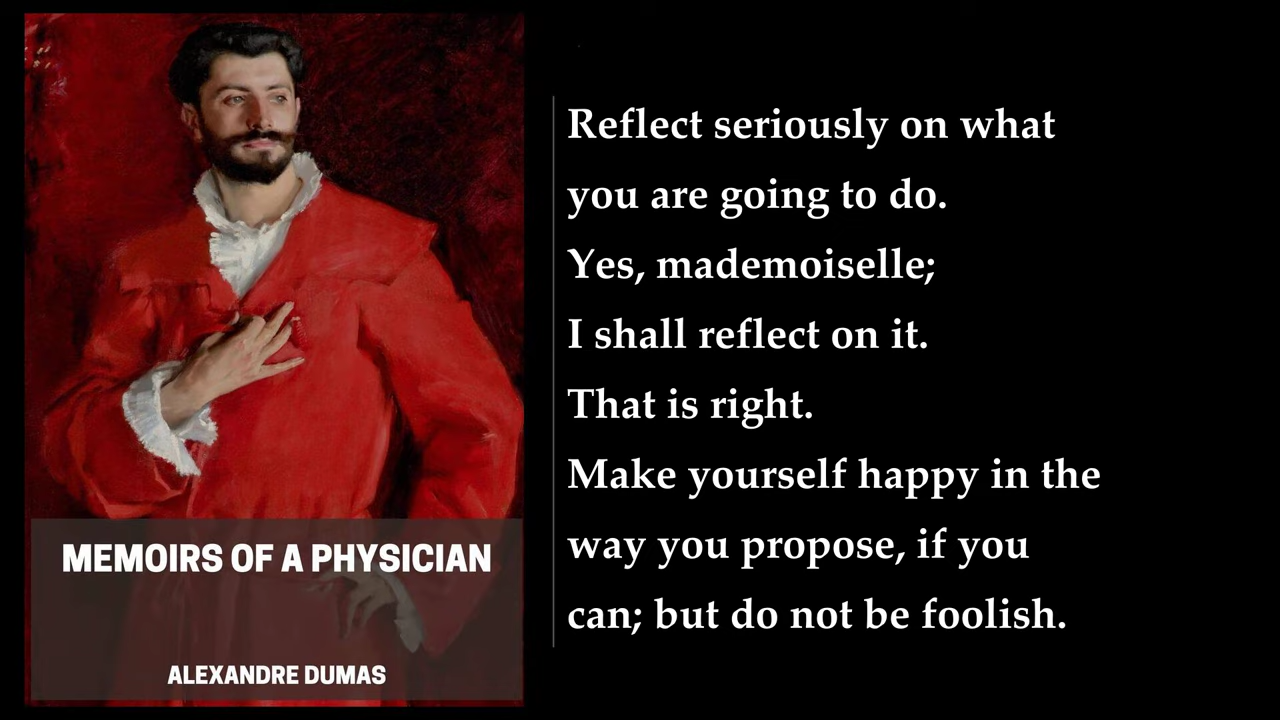 MEMOIRS OF A PHYSICIAN
ALEXANDRE DUMAS
Reflect seriously on what
you are going to do.
Yes, mademoiselle;
I shall reflect on it.
That is right.
Make yourself happy in the
way you propose, if you
can; but do not be foolish.